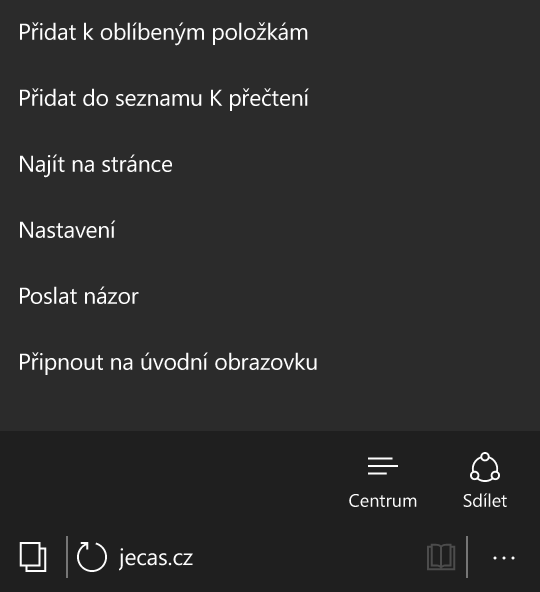 Přidat k oblíbeným položkám
Přidat do seznamu K přečtení
Najít na stránce
Nastavení
Poslat názor
Připnout na úvodní obrazovku
Centrum
Sdílet
jecas.cz